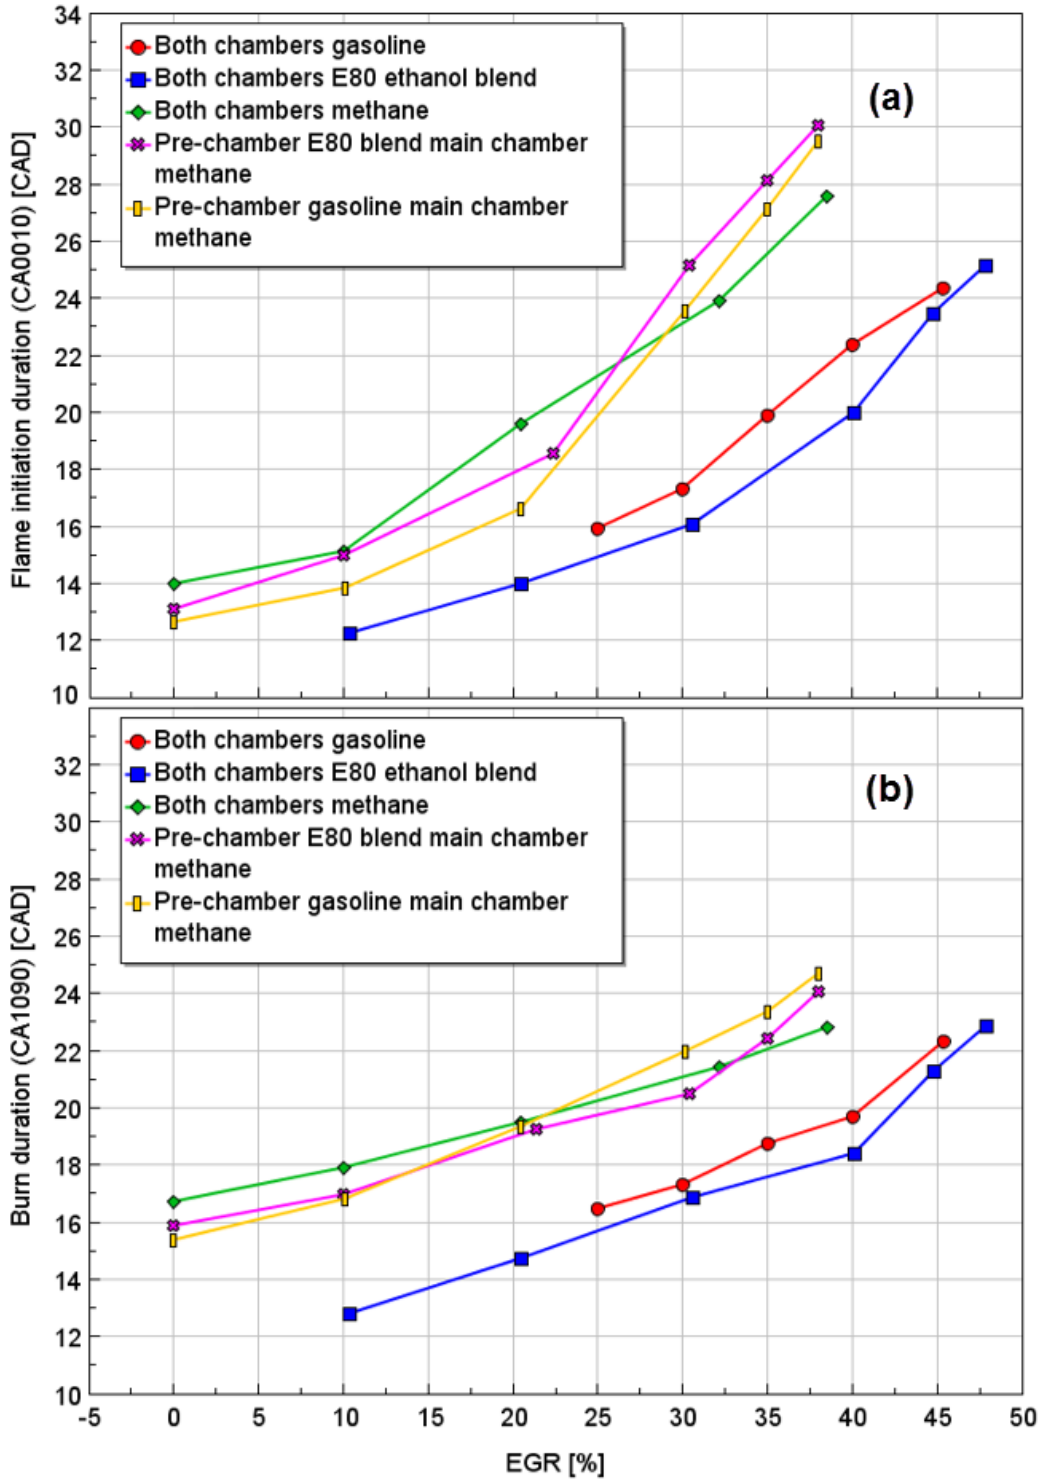 34
32
30
28
26
24
22
20
18
16
14
12
10
Flame initiation duration (CA0010) [CAD]
Both chambers gasoline
Both chambers E80 ethanol blend
Both chambers methane
Pre-chamber E80 blend main chamber
methane
Pre-chamber gasoline main chamber
methane
(a)
32
30
28
26
24
22
20
18
16
14
12
10
Burn duration (CA1090) [CAD]
Both chambers gasoline
Both chambers E80 ethanol blend
Both chambers methane
Pre-chamber E80 blend main chamber
methane
Pre-chamber gasoline main chamber
methane
(b)
-5 0 5 10 15 20 25 30 35 40 45 50
EGR [%]